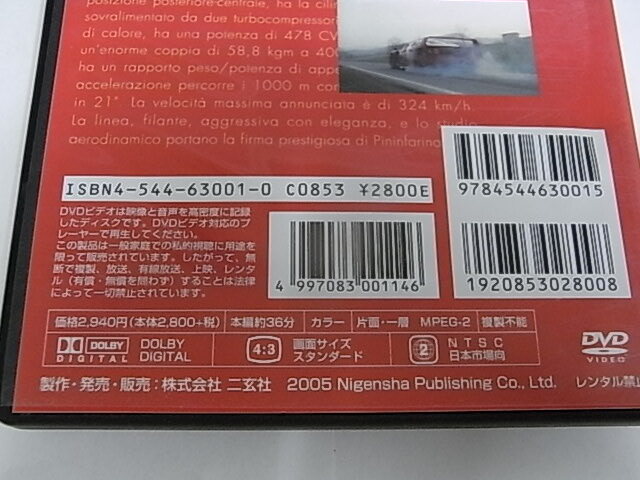 posizione posteriore-centrale, ha la cilin
sovralimentato da due turbocompressor
di calore, ha una potenza di 478 CV
un'enorme coppia di 58,8 kgm a 400
ha un rapporto peso/potenza di appe
accelerazione percorre i 1000 m con
in 21". La velocità massima annunciata è di 324 km/h.
La linea, filante, aggressiva con eleganza, e lo studio
aerodinamico portano la firma prestigiosa di Pininfarina
ISBN4-544-63001-0 C0853 ¥2800E
9784544630015
DVDビデオは映像と音声を高密度に記録
したディスクです。DVDビデオ対応のプ
レーヤーで再生してください。
この製品は一般家庭での私的視聴に用途を
限って販売されています。したがって、無
断で複製、放送、有線放送、上映、レンタル
(有償・無償を問わず)することは法律
によって一切禁止されています。
4 997083 001146
1920853028008
価格2,940円(本体2,800+税) 本編約36分 カラー 片面・一層 MPEG-2 複製不能
DOLBY DIGITAL
DOLBY DIGITAL
4:3 画面サイズ スタンダード
2 NTSC 日本市場向
DVD VIDEO
製作・発売・販売:株式会社 二玄社 2005 Nigensha Publishing Co., Ltd. レンタル禁止